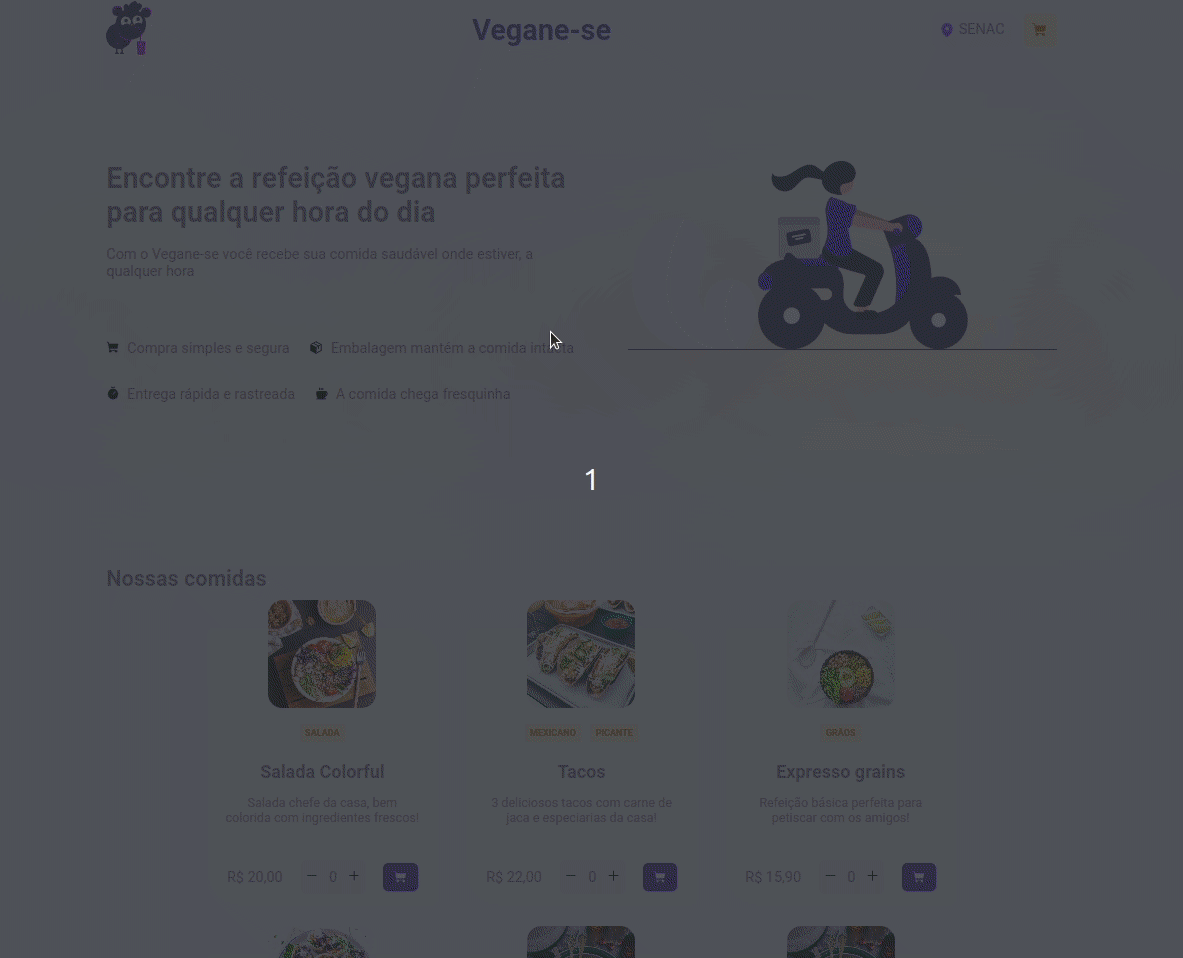 Vegane-se
SENAC
Encontre a refeição vegana perfeita
para qualquer hora do dia
Com o Vegane-se você recebe sua comida saudável onde estiver, a
qualquer hora
Compra simples e segura
Embalagem mantém a comida intacta
Entrega rápida e rastreada
A comida chega fresquinha
1
Nossas comidas
SALADA
Salada Colorful
Salada chefe da casa, bem
colorida com ingredientes frescos!
R$ 20,00
0
MEXICANO PICANTE
Tacos
3 deliciosos tacos com carne de
jaca e especiarias da casa!
R$ 22,00
0
GRÃOS
Expresso grains
Refeição básica perfeita para
petiscar com os amigos!
R$ 15,90
0